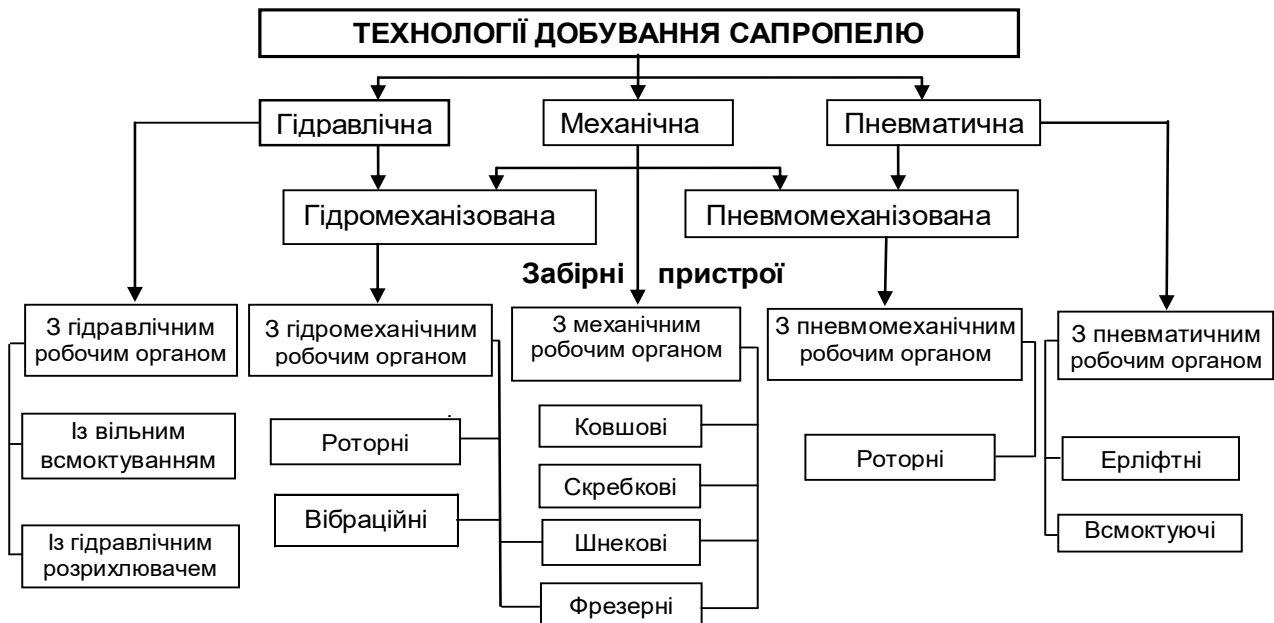 ТЕХНОЛОГІЇ ДОБУВАННЯ САПРОПЕЛЮ
Гідравлічна
Механічна
Пневматична
Гідромеханізована
Пневмомеханізована
Забірні пристрої
З гідравлічним
робочим органом
З гідромеханічним
робочим органом
З механічним
робочим органом
З пневмомеханічним
робочим органом
З пневматичним
робочим органом
Із вільним
всмоктуванням
Із гідравлічним
розрихлювачем
Роторні
Вібраційні
Ковшові
Скребкові
Шнекові
Фрезерні
Роторні
Ерліфтні
Всмоктуючі